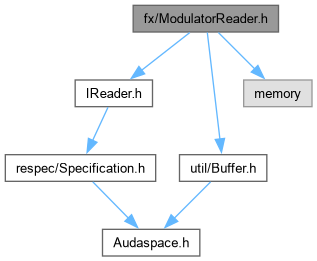 fx/ModulatorReader.h
IReader.h
memory
respec/Specification.h
util/Buffer.h
Audaspace.h